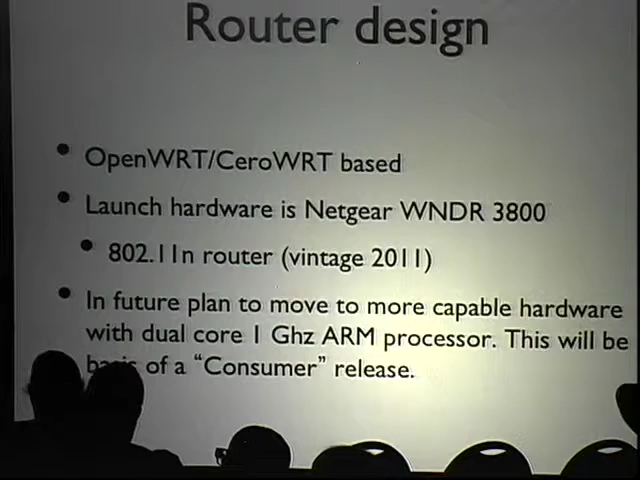 Router design
• OpenWRT/CeroWRT based
• Launch hardware is Netgear WNDR 3800
• 802.11n router (vintage 2011)
• In future plan to move to more capable hardware
with dual core 1 Ghz ARM processor. This will be
of a “Consumer” release.